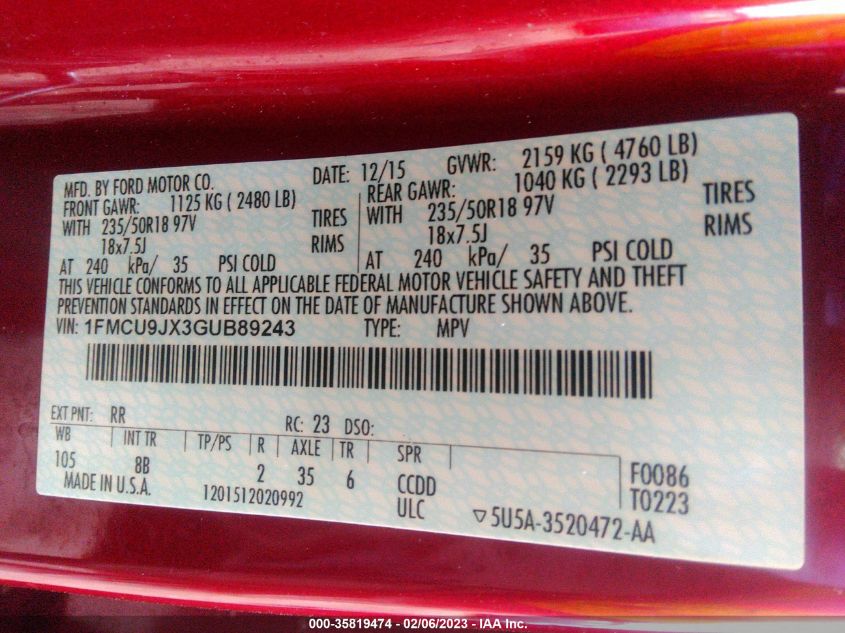 MFD. BY FORD MOTOR CO. DATE: 12/15 GVWR: 2159 KG ( 4760 LB)
FRONT GAWR: 1125 KG ( 2480 LB) REAR GAWR: 1040 KG ( 2293 LB)
WITH 235/50R18 97V TIRES WITH 235/50R18 97V TIRES
18x7.5J RIMS 18x7.5J RIMS
AT 240 kPa/ 35 PSI COLD AT 240 kPa/ 35 PSI COLD
THIS VEHICLE CONFORMS TO ALL APPLICABLE FEDERAL MOTOR VEHICLE SAFETY AND THEFT
PREVENTION STANDARDS IN EFFECT ON THE DATE OF MANUFACTURE SHOWN ABOVE.
VIN: 1FMCU9JX3GUB89243 TYPE: MPV
EXT PNT: RR RC: 23 DSO:
WB INT TR TP/PS R AXLE TR SPR
105 8B 2 35 6 CCDD F0086
MADE IN U.S.A. 1201512020992 ULC T0223
▽5U5A-3520472-AA
000-35819474 - 02/06/2023 - IAA Inc.